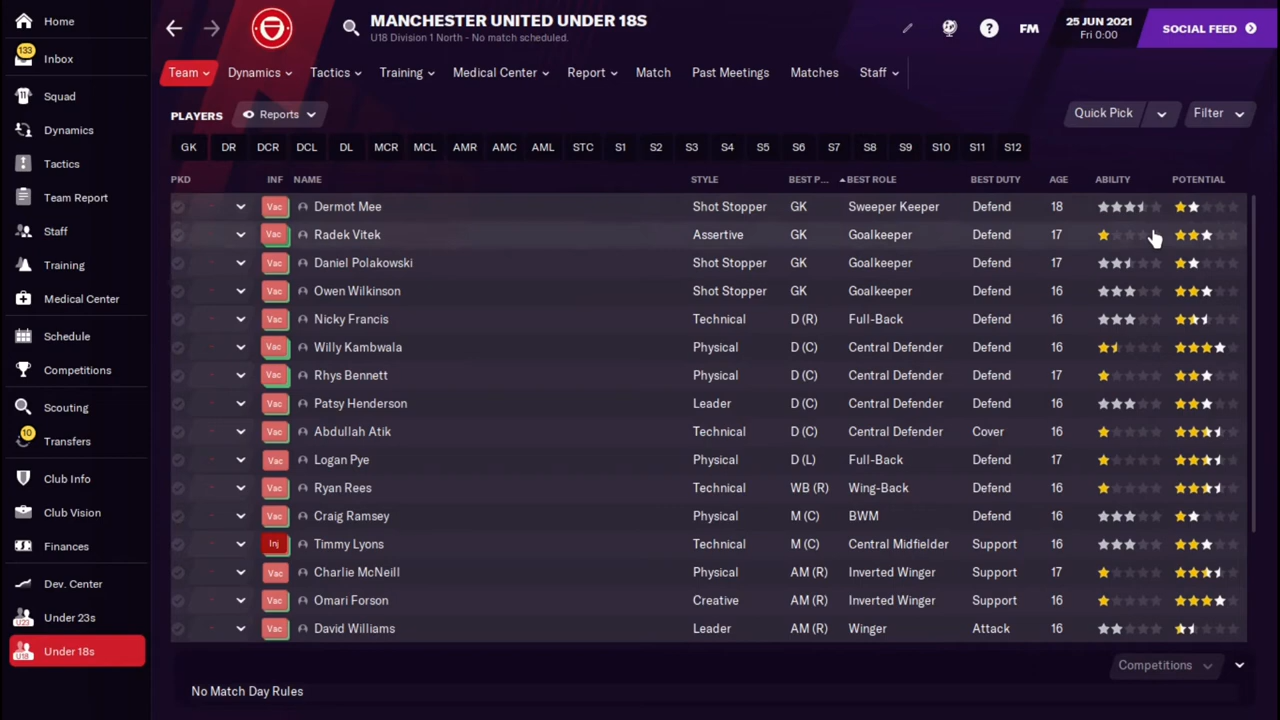 Home
MANCHESTER UNITED UNDER 18S
U18 Division 1 North - No match scheduled.
FM
25 JUN 2021
Fri 0:00
SOCIAL FEED
133
Inbox
Squad
Dynamics
Tactics
Team Report
Staff
Training
Medical Center
Schedule
Competitions
Scouting
10
Transfers
Club Info
Club Vision
Finances
Dev. Center
U23
Under 23s
U18
Under 18s
Team Dynamics Tactics Training Medical Center Report Match Past Meetings Matches Staff
PLAYERS Reports Quick Pick Filter
GK DR DCR DCL DL MCR MCL AMR AMC AML STC S1 S2 S3 S4 S5 S6 S7 S8 S9 S10 S11 S12
PKD INF NAME STYLE BEST P... BEST ROLE BEST DUTY AGE ABILITY POTENTIAL
- Vac Dermot Mee Shot Stopper GK Sweeper Keeper Defend 18
- Vac Radek Vitek Assertive GK Goalkeeper Defend 17
- Vac Daniel Polakowski Shot Stopper GK Goalkeeper Defend 17
- Vac Owen Wilkinson Shot Stopper GK Goalkeeper Defend 16
- Vac Nicky Francis Technical D (R) Full-Back Defend 16
- Vac Willy Kambwala Physical D (C) Central Defender Defend 16
- Vac Rhys Bennett Physical D (C) Central Defender Defend 17
- Vac Patsy Henderson Leader D (C) Central Defender Defend 16
- Vac Abdullah Atik Technical D (C) Central Defender Cover 16
- Vac Logan Pye Physical D (L) Full-Back Defend 17
- Vac Ryan Rees Technical WB (R) Wing-Back Defend 16
- Vac Craig Ramsey Physical M (C) BWM Defend 16
- Inj Timmy Lyons Technical M (C) Central Midfielder Support 16
- Vac Charlie McNeill Physical AM (R) Inverted Winger Support 17
- Vac Omari Forson Creative AM (R) Inverted Winger Support 16
- Vac David Williams Leader AM (R) Winger Attack 16
Competitions
No Match Day Rules